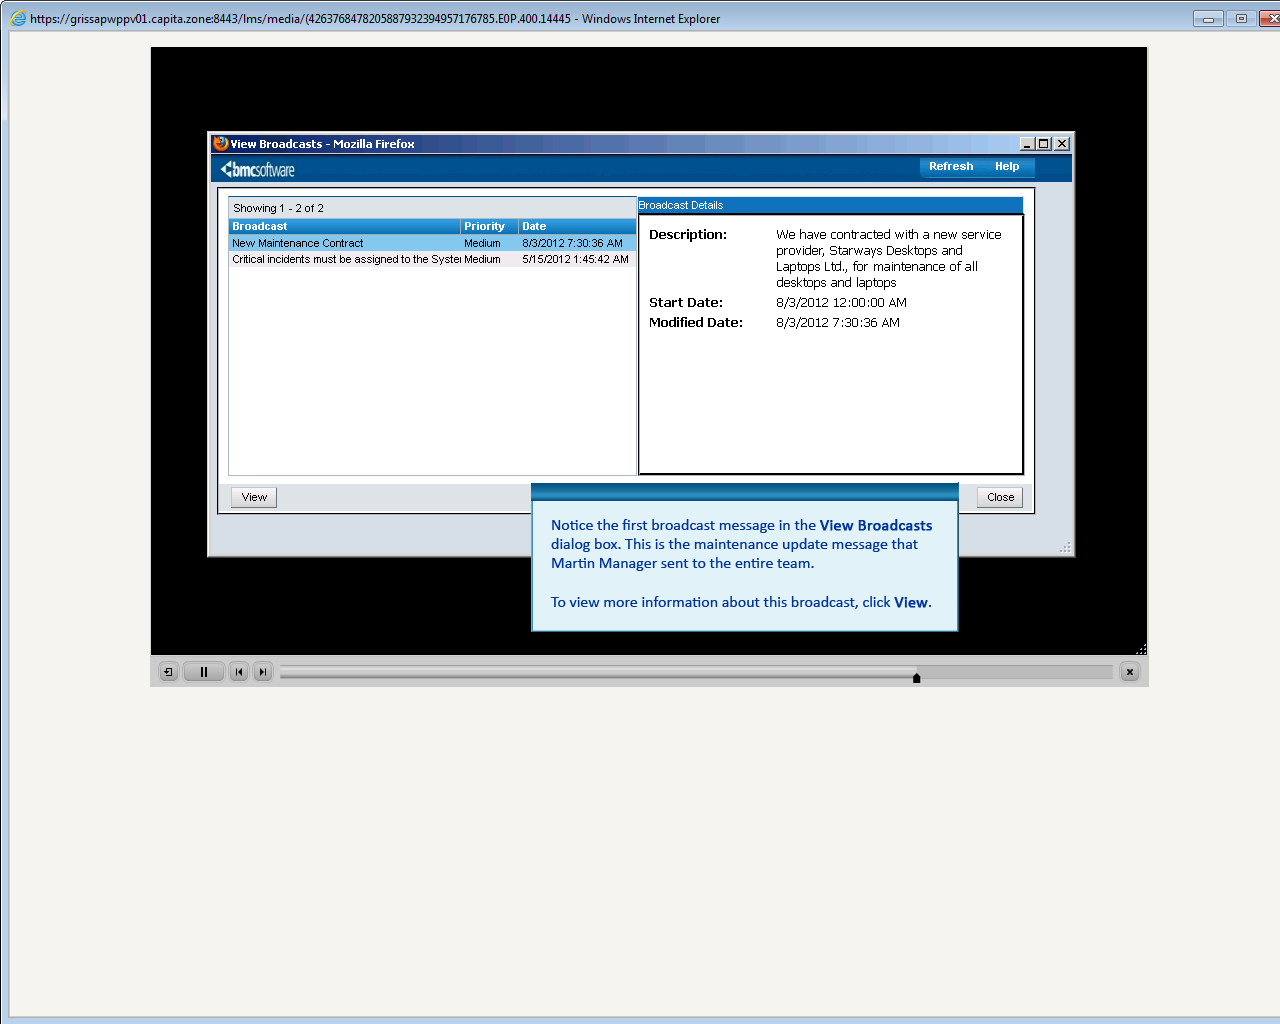 https://grissapwppv01.capita.zone:8443/lms/media/(4263768478205887932394957176785.E0P.400.14445 - Windows Internet Explorer
View Broadcasts - Mozilla Firefox
bmcsoftware
Refresh Help
Showing 1 - 2 of 2
Broadcast Priority Date
New Maintenance Contract Medium 8/3/2012 7:30:36 AM
Critical incidents must be assigned to the Syste Medium 5/15/2012 1:45:42 AM
Broadcast Details
Description: We have contracted with a new service
provider, Starways Desktops and
Laptops Ltd., for maintenance of all
desktops and laptops
Start Date: 8/3/2012 12:00:00 AM
Modified Date: 8/3/2012 7:30:36 AM
View
Close
Notice the first broadcast message in the View Broadcasts
dialog box. This is the maintenance update message that
Martin Manager sent to the entire team.
To view more information about this broadcast, click View.